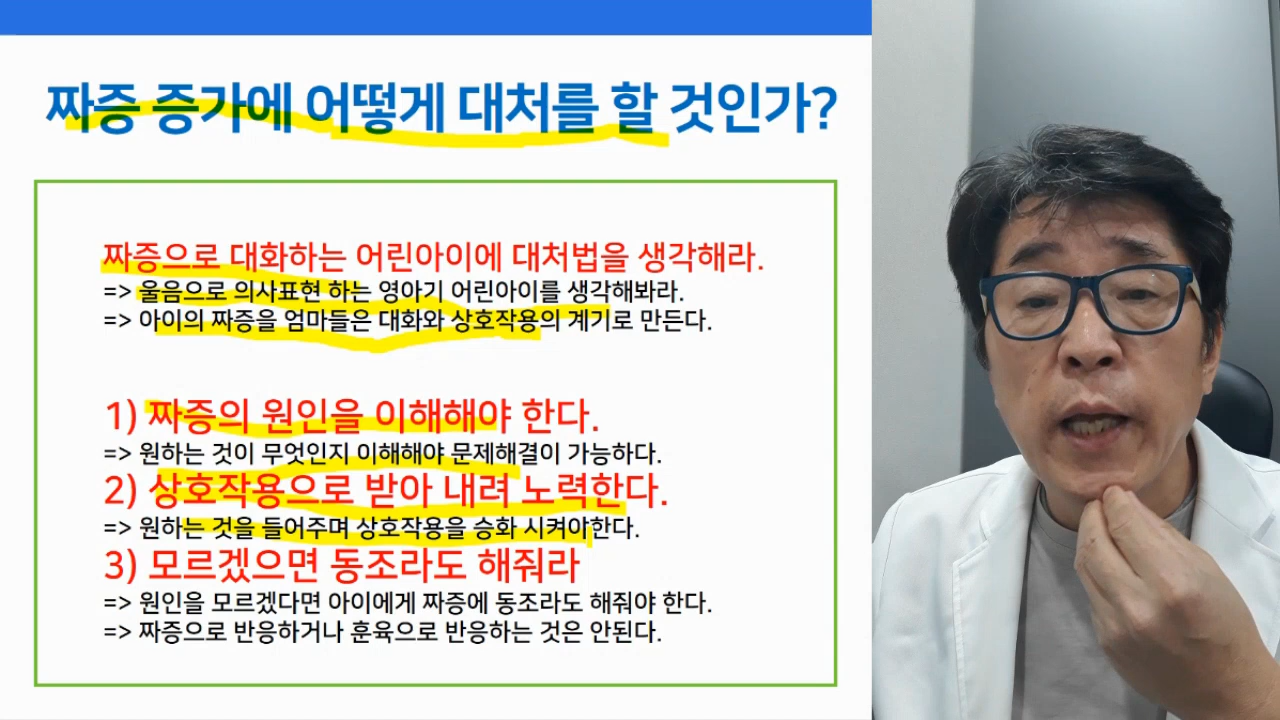 짜증 증가에 어떻게 대처를 할 것인가?
짜증으로 대화하는 어린아이에 대처법을 생각해라.
=> 울음으로 의사표현 하는 영아기 어린아이를 생각해봐라.
=> 아이의 짜증을 엄마들은 대화와 상호작용의 계기로 만든다.
1) 짜증의 원인을 이해해야 한다.
=> 원하는 것이 무엇인지 이해해야 문제해결이 가능하다.
2) 상호작용으로 받아 내려 노력한다.
=> 원하는 것을 들어주며 상호작용을 승화 시켜야한다.
3) 모르겠으면 동조라도 해줘라
=> 원인을 모르겠다면 아이에게 짜증에 동조라도 해줘야 한다.
=> 짜증으로 반응하거나 훈육으로 반응하는 것은 안된다.